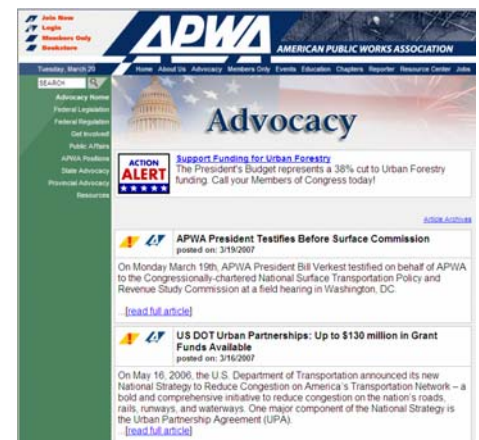 Join Now
Login
Members Only
Bookstore
APWA
AMERICAN PUBLIC WORKS ASSOCIATION
Tuesday, March 20
Home About Us Advocacy Members Only Events Education Chapters Reporter Resource Center Jobs
SEARCH
Advocacy Home
Federal Legislation
Federal Regulation
Get Involved
Public Affairs
APWA Positions
State Advocacy
Provincial Advocacy
Resources
Advocacy
ACTION
ALERT
Support Funding for Urban Forestry
The President's Budget represents a 38% cut to Urban Forestry
funding. Call your Members of Congress today!
Article Archives
APWA President Testifies Before Surface Commission
posted on: 3/19/2007
On Monday March 19th, APWA President Bill Verkest testified on behalf of APWA
to the Congressionally-chartered National Surface Transportation Policy and
Revenue Study Commission at a field hearing in Washington, DC.
...[read full article]
US DOT Urban Partnerships: Up to $130 million in Grant
Funds Available
posted on: 3/16/2007
On May 16, 2006, the U.S. Department of Transportation announced its new
National Strategy to Reduce Congestion on America's Transportation Network – a
bold and comprehensive initiative to reduce congestion on the nation's roads,
rails, runways, and waterways. One major component of the National Strategy is
the Urban Partnership Agreement (UPA).
...[read full article]